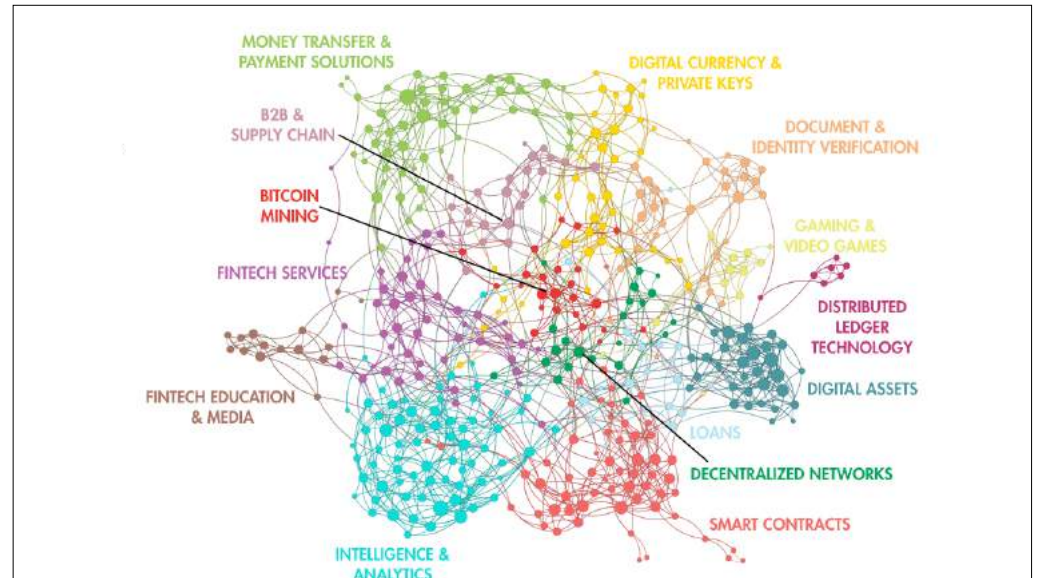 MONEY TRANSFER &
PAYMENT SOLUTIONS
DIGITAL CURRENCY &
PRIVATE KEYS
B2B &
SUPPLY CHAIN
DOCUMENT &
IDENTITY VERIFICATION
BITCOIN
MINING
GAMING &
VIDEO GAMES
FINTECH SERVICES
DISTRIBUTED
LEDGER
TECHNOLOGY
FINTECH EDUCATION
& MEDIA
DIGITAL ASSETS
LOANS
DECENTRALIZED NETWORKS
SMART CONTRACTS
INTELLIGENCE &
ANALYTICS